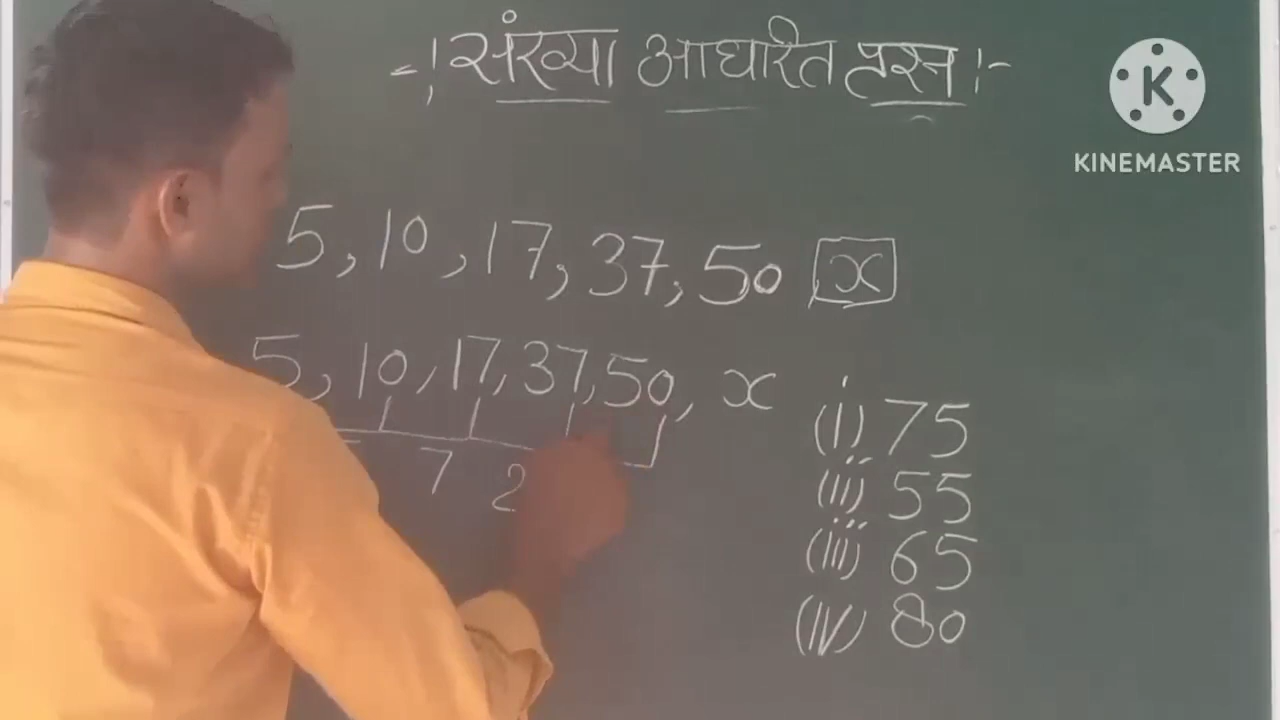 -! संख्या आधारित प्रश्न !-
K
KINEMASTER
5, 10, 17, 37, 50, x
5, 10, 17, 37, 50, x
7 2
(i) 75
(ii) 55
(iii) 65
(iv) 80